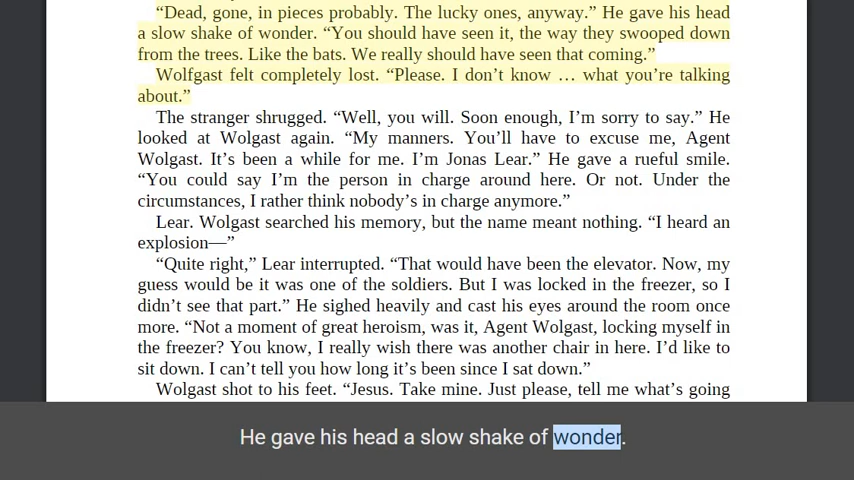 “Dead, gone, in pieces probably. The lucky ones, anyway.” He gave his head
a slow shake of wonder. “You should have seen it, the way they swooped down
from the trees. Like the bats. We really should have seen that coming.”
Wolfgast felt completely lost. “Please. I don’t know … what you’re talking
about.”
The stranger shrugged. “Well, you will. Soon enough, I’m sorry to say.” He
looked at Wolgast again. “My manners. You’ll have to excuse me, Agent
Wolgast. It’s been a while for me. I’m Jonas Lear.” He gave a rueful smile.
“You could say I’m the person in charge around here. Or not. Under the
circumstances, I rather think nobody’s in charge anymore.”
Lear. Wolgast searched his memory, but the name meant nothing. “I heard an
explosion—”
“Quite right,” Lear interrupted. “That would have been the elevator. Now, my
guess would be it was one of the soldiers. But I was locked in the freezer, so I
didn’t see that part.” He sighed heavily and cast his eyes around the room once
more. “Not a moment of great heroism, was it, Agent Wolgast, locking myself in
the freezer? You know, I really wish there was another chair in here. I’d like to
sit down. I can’t tell you how long it’s been since I sat down.”
Wolgast shot to his feet. “Jesus. Take mine. Just please, tell me what’s going
He gave his head a slow shake of wonder.